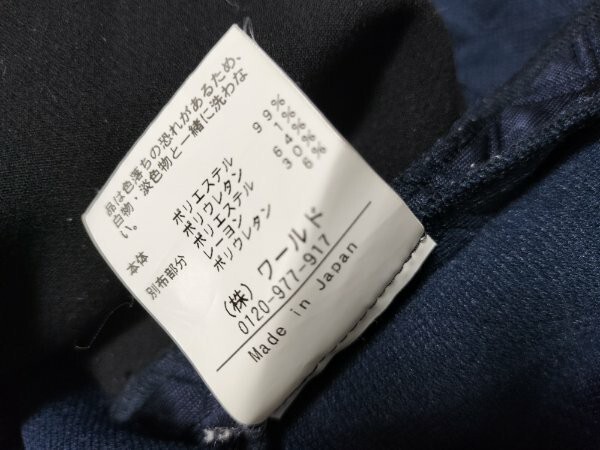 品は色落ちの恐れがあるため、
白物・淡色物と一緒に洗わな
い。
本体 ポリエステル 99%
ポリウレタン 1%
別布部分 ポリエステル 64%
レーヨン 30%
ポリウレタン 6%
(株) ワールド
0120-977-917
Made in Japan